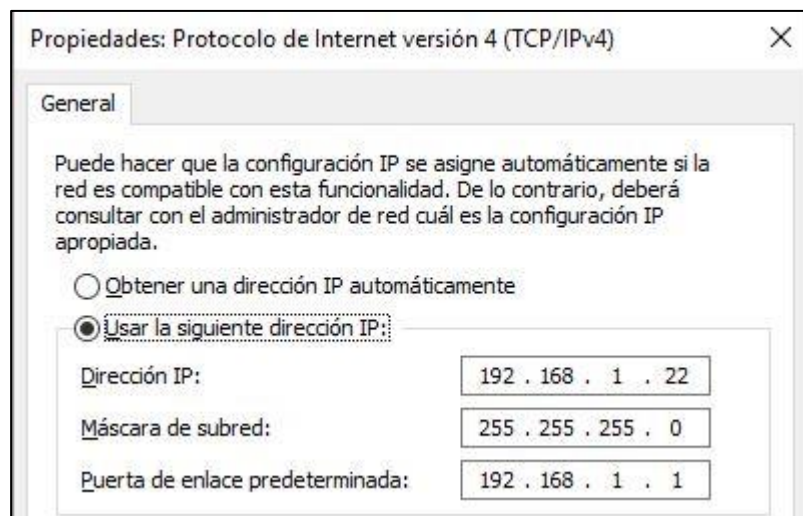 Propiedades: Protocolo de Internet versión 4 (TCP/IPv4)
General
Puede hacer que la configuración IP se asigne automáticamente si la
red es compatible con esta funcionalidad. De lo contrario, deberá
consultar con el administrador de red cuál es la configuración IP
apropiada.
Obtener una dirección IP automáticamente
Usar la siguiente dirección IP:
Dirección IP: 192 . 168 . 1 . 22
Máscara de subred: 255 . 255 . 255 . 0
Puerta de enlace predeterminada: 192 . 168 . 1 . 1